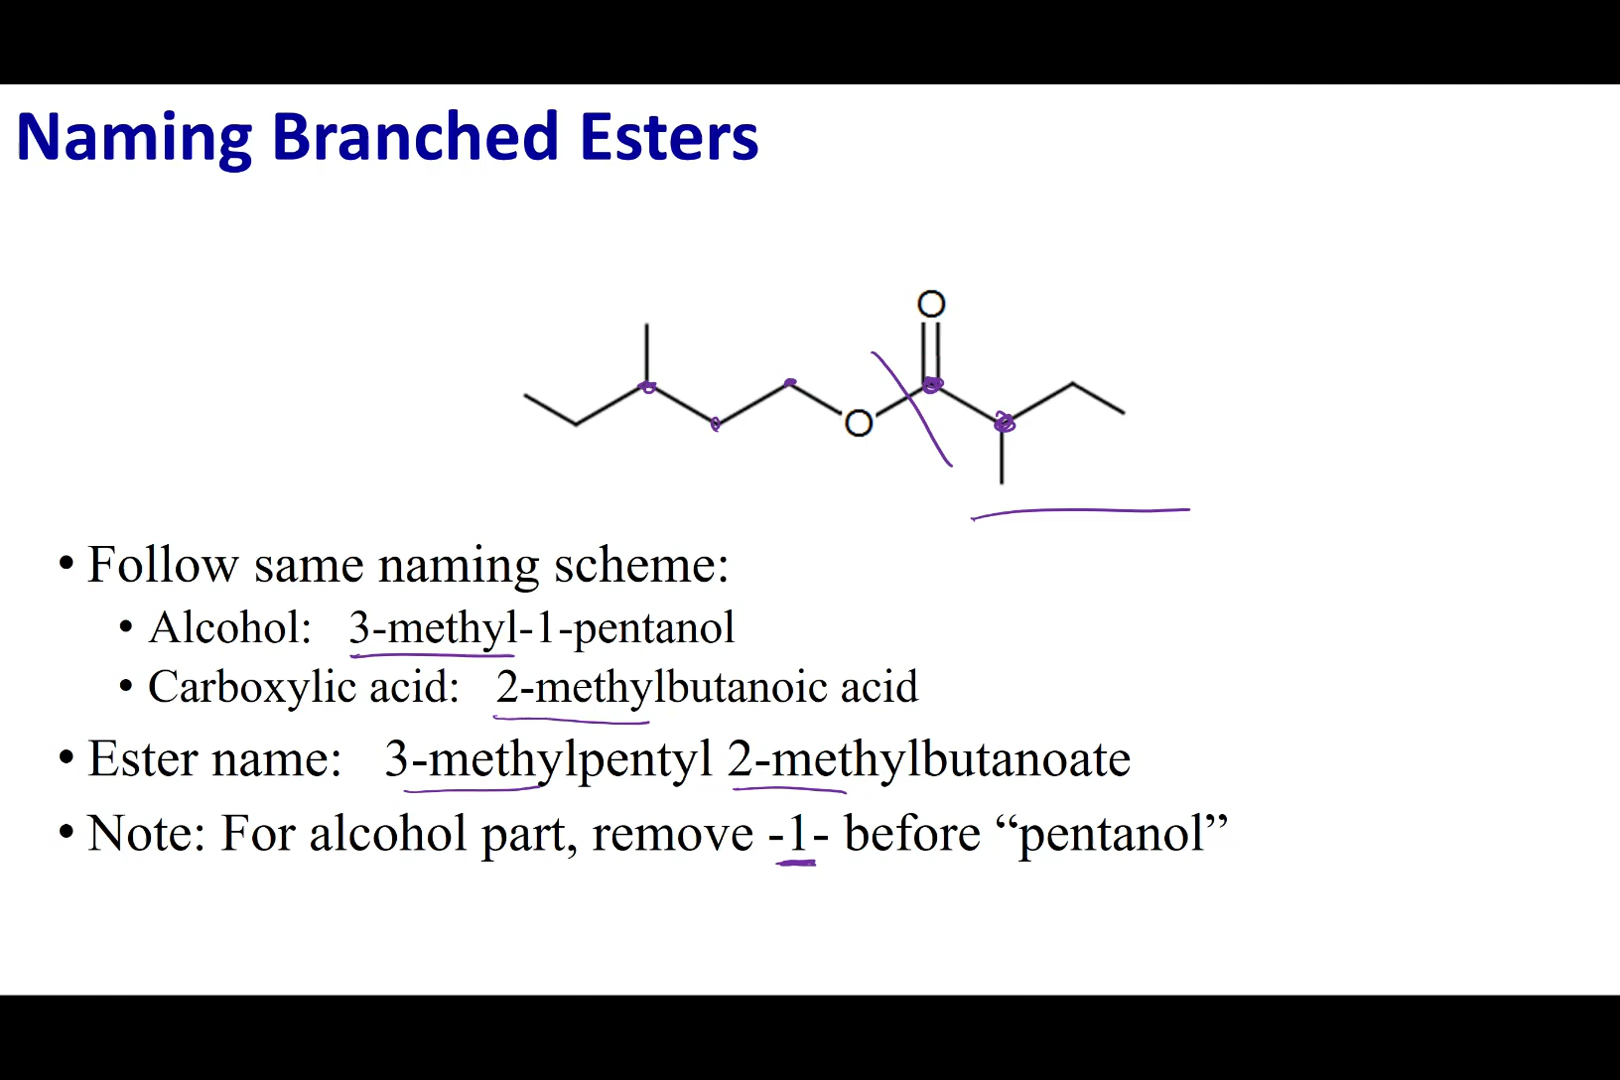 Naming Branched Esters
O
O
• Follow same naming scheme:
• Alcohol: 3-methyl-1-pentanol
• Carboxylic acid: 2-methylbutanoic acid
• Ester name: 3-methylpentyl 2-methylbutanoate
• Note: For alcohol part, remove -1- before “pentanol”